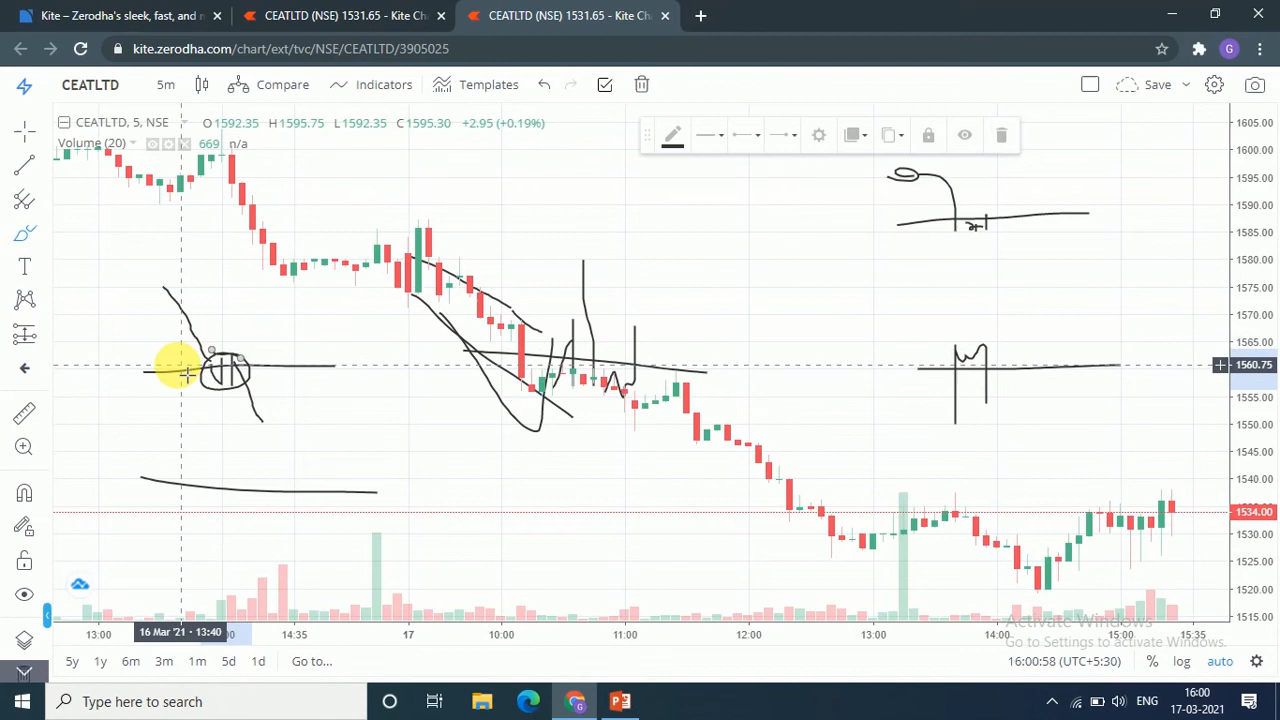 Kite – Zerodha's sleek, fast, and n
CEATLTD (NSE) 1531.65 - Kite Cha
CEATLTD (NSE) 1531.65 - Kite Cha
kite.zerodha.com/chart/ext/tvc/NSE/CEATLTD/3905025
G
CEATLTD 5m Compare Indicators Templates Save
CEATLTD, 5, NSE O1592.35 H1595.75 L1592.35 C1595.30 +2.95 (+0.19%)
Volume (20) 669 n/a
1605.00
1600.00
1595.00
1590.00
1585.00
1580.00
1575.00
1570.00
1565.00
1560.75
1555.00
1550.00
1545.00
1540.00
1534.00
1530.00
1525.00
1520.00
1515.00
13:00 16 Mar '21 • 13:40 14:35 17 10:00 11:00 12:00 13:00 14:00 15:00 15:35
Activate Windows
Go to Settings to activate Windows.
5y 1y 6m 3m 1m 5d 1d Go to... 16:00:58 (UTC+5:30) % log auto
Type here to search
ENG
16:00
17-03-2021